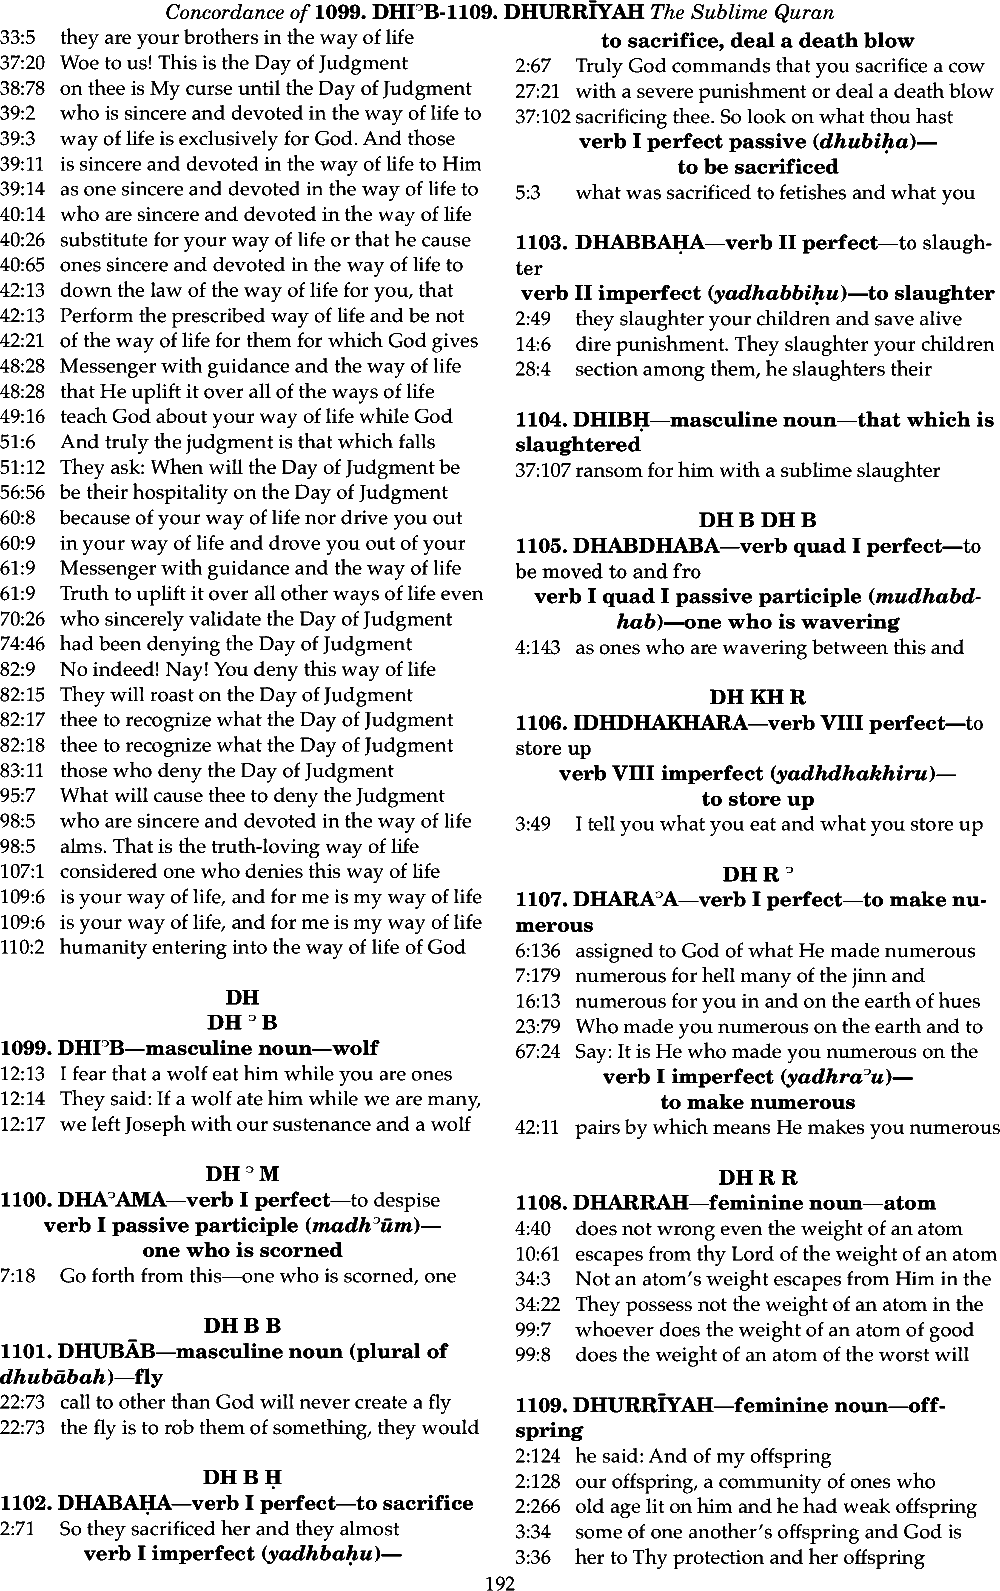 Concordance of 1099. DHIᵓB-1109. DHURRĪYAH The Sublime Quran
33:5 they are your brothers in the way of life
37:20 Woe to us! This is the Day of Judgment
38:78 on thee is My curse until the Day of Judgment
39:2 who is sincere and devoted in the way of life to
39:3 way of life is exclusively for God. And those
39:11 is sincere and devoted in the way of life to Him
39:14 as one sincere and devoted in the way of life to
40:14 who are sincere and devoted in the way of life
40:26 substitute for your way of life or that he cause
40:65 ones sincere and devoted in the way of life to
42:13 down the law of the way of life for you, that
42:13 Perform the prescribed way of life and be not
42:21 of the way of life for them for which God gives
48:28 Messenger with guidance and the way of life
48:28 that He uplift it over all of the ways of life
49:16 teach God about your way of life while God
51:6 And truly the judgment is that which falls
51:12 They ask: When will the Day of Judgment be
56:56 be their hospitality on the Day of Judgment
60:8 because of your way of life nor drive you out
60:9 in your way of life and drove you out of your
61:9 Messenger with guidance and the way of life
61:9 Truth to uplift it over all other ways of life even
70:26 who sincerely validate the Day of Judgment
74:46 had been denying the Day of Judgment
82:9 No indeed! Nay! You deny this way of life
82:15 They will roast on the Day of Judgment
82:17 thee to recognize what the Day of Judgment
82:18 thee to recognize what the Day of Judgment
83:11 those who deny the Day of Judgment
95:7 What will cause thee to deny the Judgment
98:5 who are sincere and devoted in the way of life
98:5 alms. That is the truth-loving way of life
107:1 considered one who denies this way of life
109:6 is your way of life, and for me is my way of life
109:6 is your way of life, and for me is my way of life
110:2 humanity entering into the way of life of God
DH
DH ᵓ B
1099. DHIᵓB—masculine noun—wolf
12:13 I fear that a wolf eat him while you are ones
12:14 They said: If a wolf ate him while we are many,
12:17 we left Joseph with our sustenance and a wolf
DH ᵓ M
1100. DHAᵓAMA—verb I perfect—to despise
verb I passive participle (madhᵓūm)—
one who is scorned
7:18 Go forth from this—one who is scorned, one
DH B B
1101. DHUBĀB—masculine noun (plural of
dhubābah)—fly
22:73 call to other than God will never create a fly
22:73 the fly is to rob them of something, they would
DH B Ḥ
1102. DHABAḤA—verb I perfect—to sacrifice
2:71 So they sacrificed her and they almost
verb I imperfect (yadhbaḥu)—
to sacrifice, deal a death blow
2:67 Truly God commands that you sacrifice a cow
27:21 with a severe punishment or deal a death blow
37:102 sacrificing thee. So look on what thou hast
verb I perfect passive (dhubiḥa)—
to be sacrificed
5:3 what was sacrificed to fetishes and what you
1103. DHABBAḤA—verb II perfect—to slaugh-
ter
verb II imperfect (yadhabbiḥu)—to slaughter
2:49 they slaughter your children and save alive
14:6 dire punishment. They slaughter your children
28:4 section among them, he slaughters their
1104. DHIBḤ—masculine noun—that which is
slaughtered
37:107 ransom for him with a sublime slaughter
DH B DH B
1105. DHABDHABA—verb quad I perfect—to
be moved to and fro
verb I quad I passive participle (mudhabd-
hab)—one who is wavering
4:143 as ones who are wavering between this and
DH KH R
1106. IDHDHAKHARA—verb VIII perfect—to
store up
verb VIII imperfect (yadhdhakhiru)—
to store up
3:49 I tell you what you eat and what you store up
DH R ᵓ
1107. DHARAᵓA—verb I perfect—to make nu-
merous
6:136 assigned to God of what He made numerous
7:179 numerous for hell many of the jinn and
16:13 numerous for you in and on the earth of hues
23:79 Who made you numerous on the earth and to
67:24 Say: It is He who made you numerous on the
verb I imperfect (yadhraᵓu)—
to make numerous
42:11 pairs by which means He makes you numerous
DH R R
1108. DHARRAH—feminine noun—atom
4:40 does not wrong even the weight of an atom
10:61 escapes from thy Lord of the weight of an atom
34:3 Not an atom's weight escapes from Him in the
34:22 They possess not the weight of an atom in the
99:7 whoever does the weight of an atom of good
99:8 does the weight of an atom of the worst will
1109. DHURRĪYAH—feminine noun—off-
spring
2:124 he said: And of my offspring
2:128 our offspring, a community of ones who
2:266 old age lit on him and he had weak offspring
3:34 some of one another's offspring and God is
3:36 her to Thy protection and her offspring
192